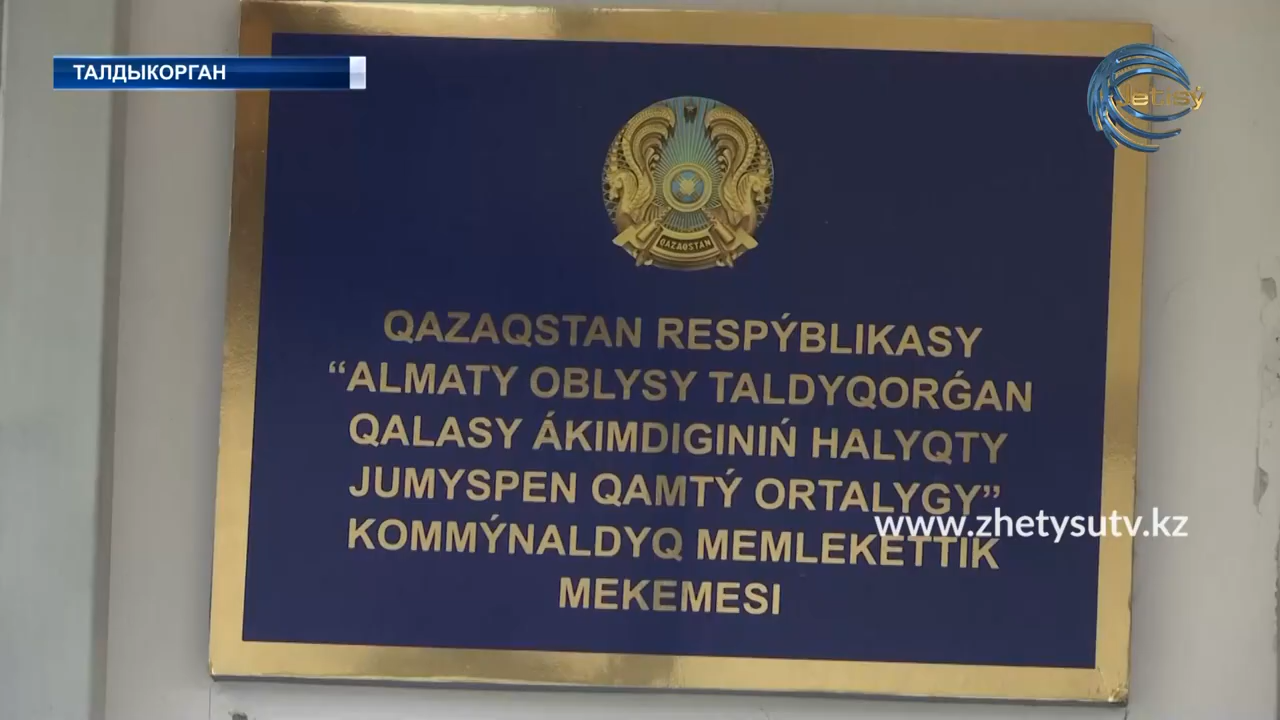 ТАЛДЫКОРГАН
Jetisý
QAZAQSTAN
QAZAQSTAN RESPÝBLIKASY
“ALMATY OBLYSY TALDYQORǴAN
QALASY ÁKIMDIGINIŃ HALYQTY
JUMYSPEN QAMTÝ ORTALYGY”
www.zhetysutv.kz
KOMMÝNALDYQ MEMLEKETTIK
MEKEMESI